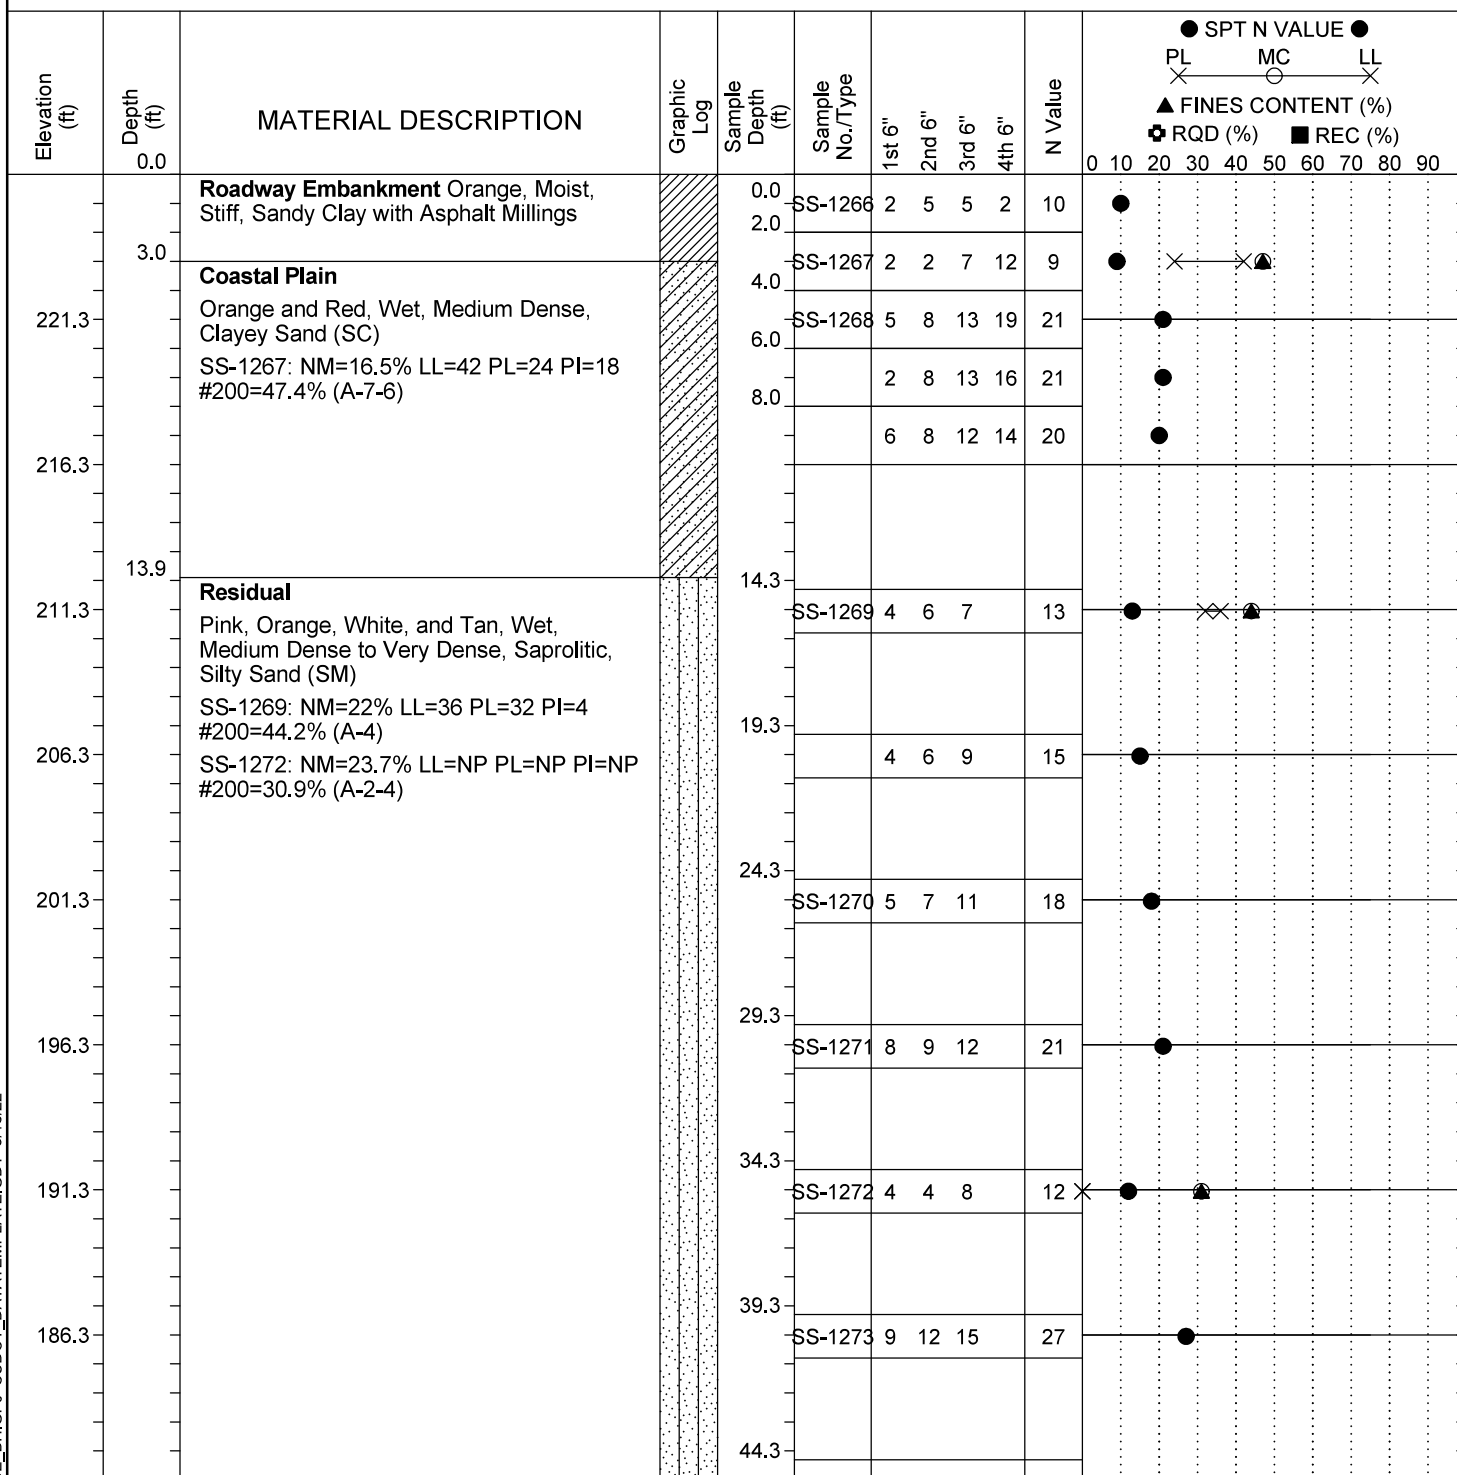 ● SPT N VALUE ●
PL MC LL
▲ FINES CONTENT (%)
RQD (%) ■ REC (%)
0 10 20 30 40 50 60 70 80 90
Elevation (ft)
Depth (ft)
0.0
MATERIAL DESCRIPTION
Graphic Log
Sample Depth (ft)
Sample No./Type
1st 6"
2nd 6"
3rd 6"
4th 6"
N Value
Roadway Embankment Orange, Moist,
Stiff, Sandy Clay with Asphalt Millings
0.0
SS-1266 2 5 5 2 10
2.0
3.0
SS-1267 2 2 7 12 9
Coastal Plain
4.0
Orange and Red, Wet, Medium Dense,
Clayey Sand (SC)
221.3
SS-1268 5 8 13 19 21
6.0
SS-1267: NM=16.5% LL=42 PL=24 PI=18
#200=47.4% (A-7-6)
2 8 13 16 21
8.0
6 8 12 14 20
216.3
13.9
14.3
Residual
211.3
SS-1269 4 6 7 13
Pink, Orange, White, and Tan, Wet,
Medium Dense to Very Dense, Saprolitic,
Silty Sand (SM)
SS-1269: NM=22% LL=36 PL=32 PI=4
#200=44.2% (A-4)
19.3
206.3
4 6 9 15
SS-1272: NM=23.7% LL=NP PL=NP PI=NP
#200=30.9% (A-2-4)
24.3
201.3
SS-1270 5 7 11 18
29.3
196.3
SS-1271 8 9 12 21
34.3
191.3
SS-1272 4 4 8 12
39.3
186.3
SS-1273 9 12 15 27
44.3